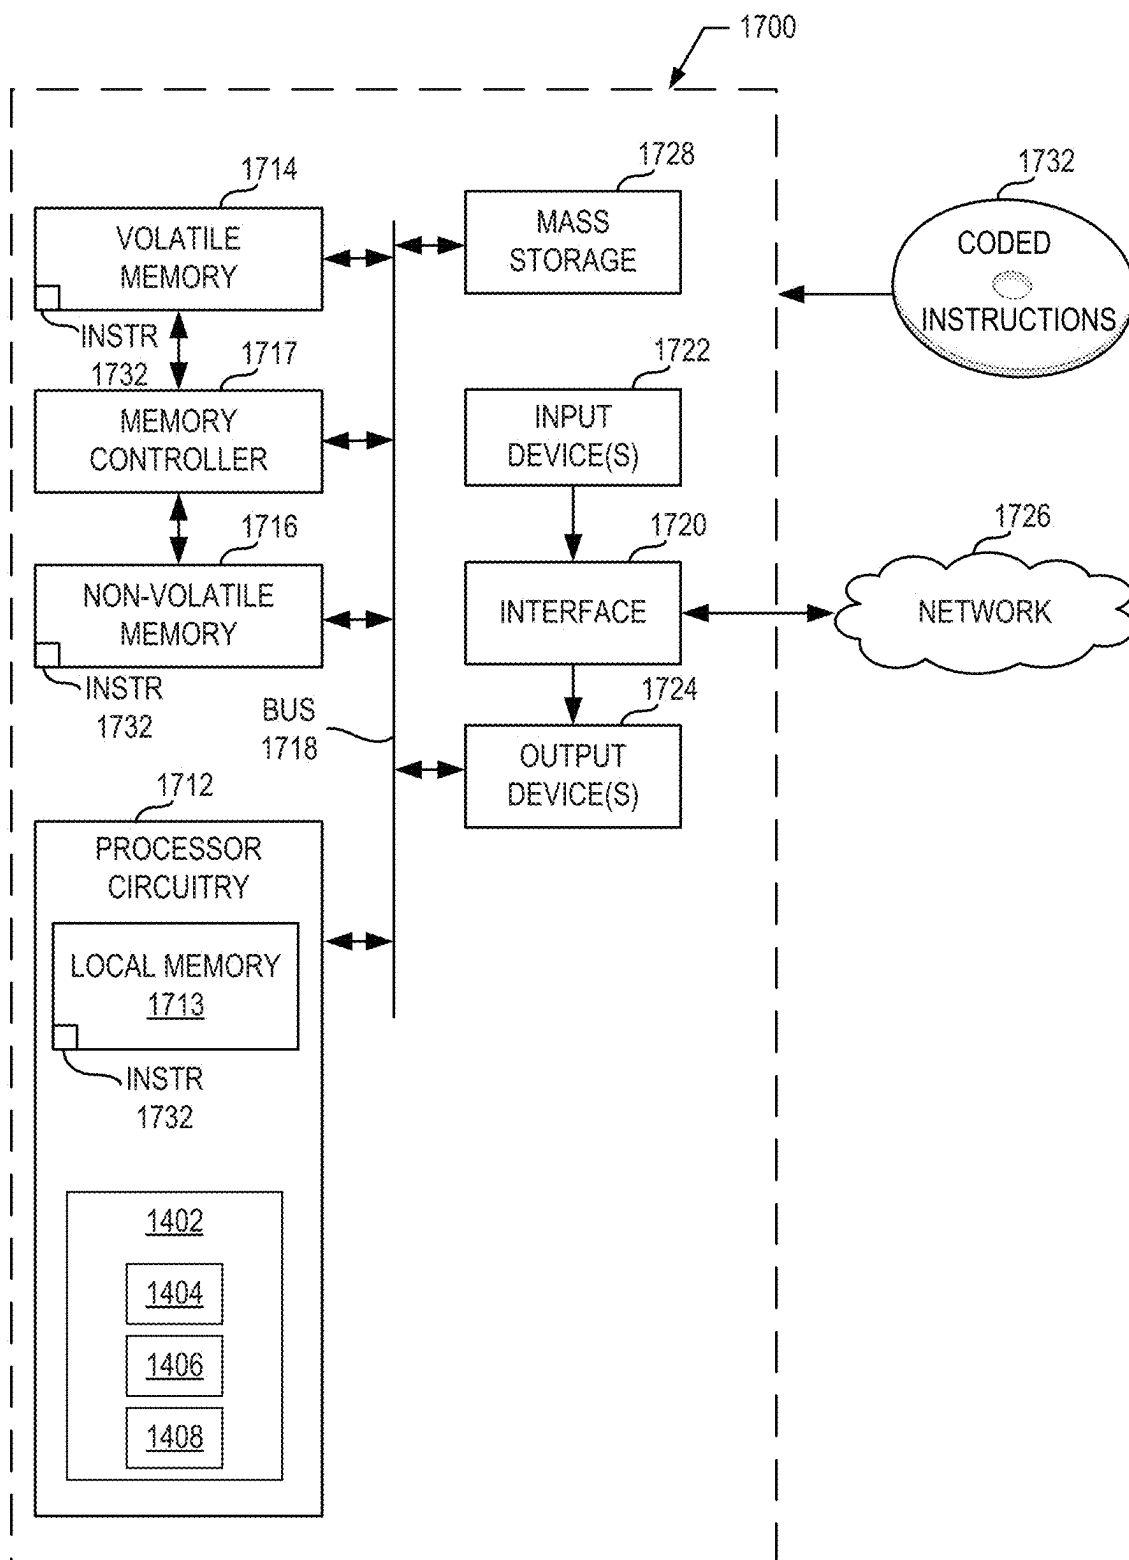 1700
1714
VOLATILE
MEMORY
INSTR
1732
1717
MEMORY
CONTROLLER
1716
NON-VOLATILE
MEMORY
INSTR
1732
1712
PROCESSOR
CIRCUITRY
LOCAL MEMORY
1713
INSTR
1732
1402
1404
1406
1408
BUS
1718
1728
MASS
STORAGE
1722
INPUT
DEVICE(S)
1720
INTERFACE
1724
OUTPUT
DEVICE(S)
1732
CODED
INSTRUCTIONS
1726
NETWORK